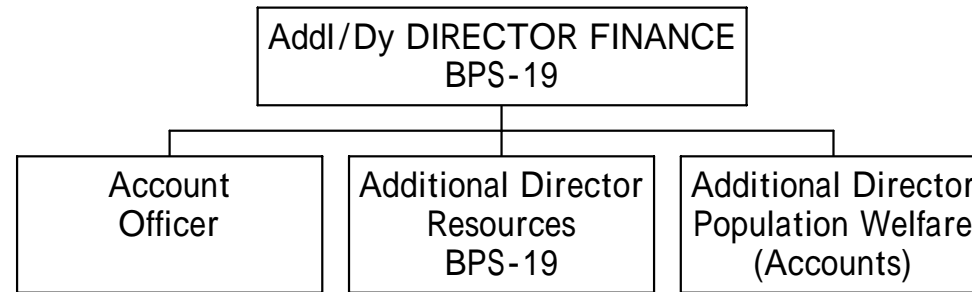 Addl/Dy DIRECTOR FINANCE
BPS-19
Account
Officer
Additional Director
Resources
BPS-19
Additional Director
Population Welfare
(Accounts)